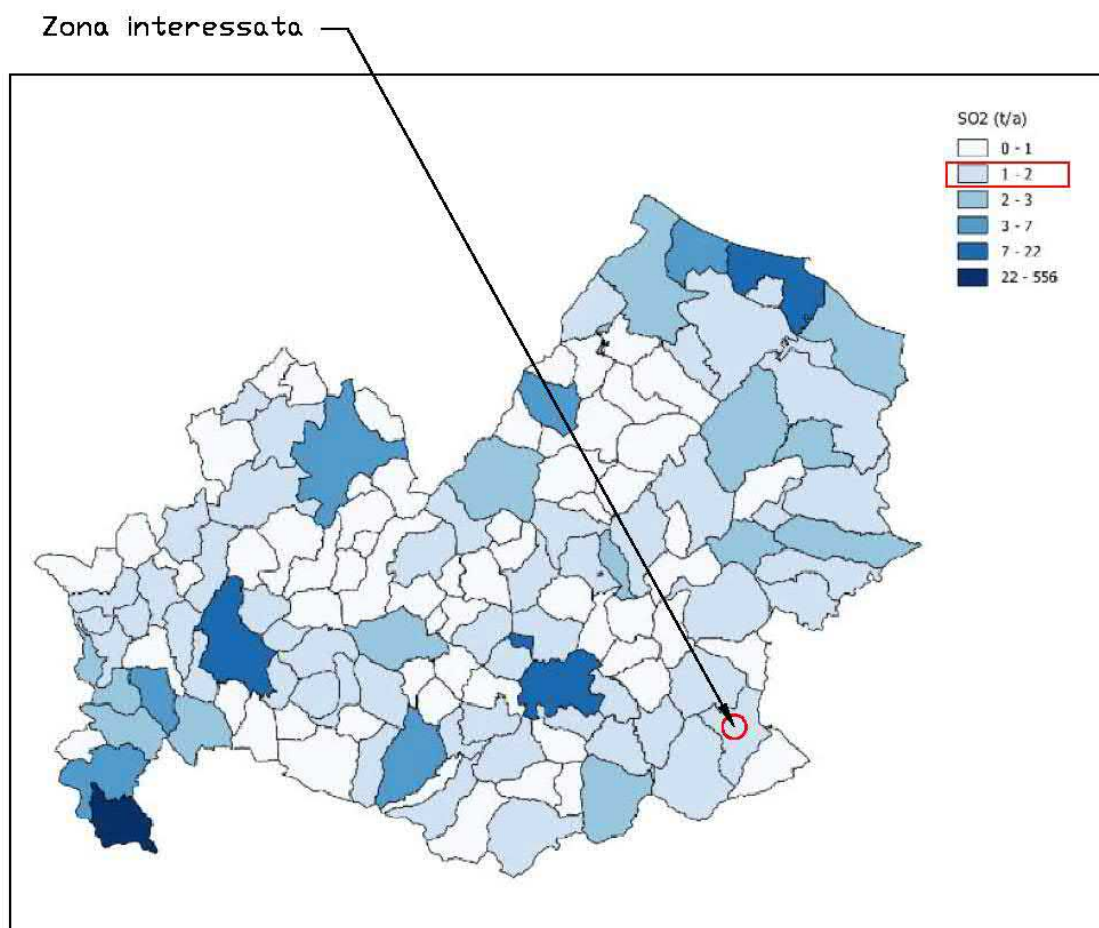 Zona interessata
SO2 (t/a)
0 - 1
1 - 2
2 - 3
3 - 7
7 - 22
22 - 556